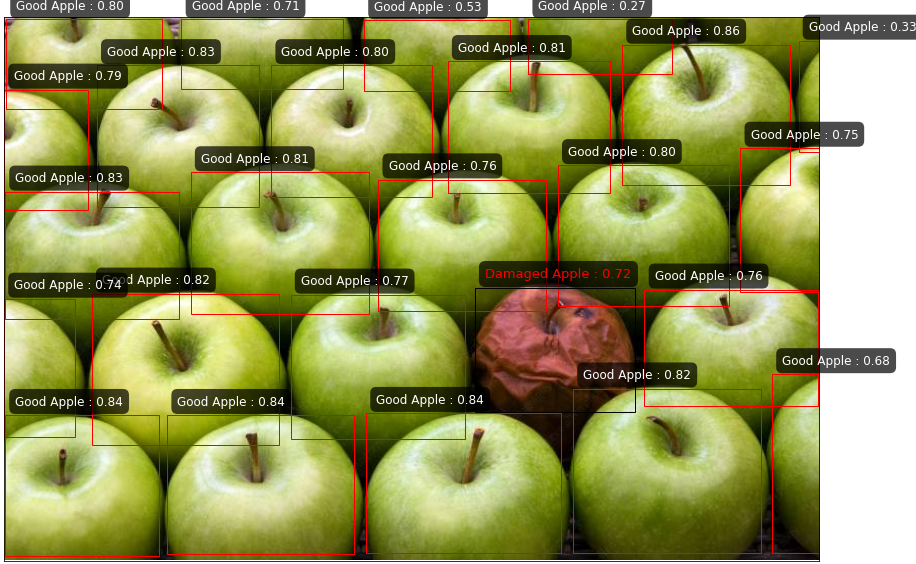 Good Apple : 0.80
Good Apple : 0.71
Good Apple : 0.53
Good Apple : 0.27
Good Apple : 0.33
Good Apple : 0.86
Good Apple : 0.83
Good Apple : 0.80
Good Apple : 0.81
Good Apple : 0.79
Good Apple : 0.75
Good Apple : 0.81
Good Apple : 0.80
Good Apple : 0.76
Good Apple : 0.83
Good Apple : 0.74
Good Apple : 0.82
Good Apple : 0.77
Damaged Apple : 0.72
Good Apple : 0.76
Good Apple : 0.68
Good Apple : 0.82
Good Apple : 0.84
Good Apple : 0.84
Good Apple : 0.84